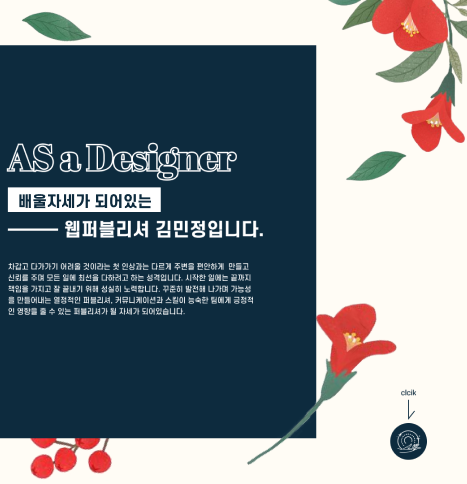 AS a Designer
배울자세가 되어있는
웹퍼블리셔 김민정입니다.
차갑고 다가가기 어려울 것이라는 첫 인상과는 다르게 주변을 편안하게 만들고
신뢰를 주며 모든 일에 최선을 다하려고 하는 성격입니다. 시작한 일에는 끝까지
책임을 가지고 잘 끝내기 위해 성실히 노력합니다. 꾸준히 발전해 나가며 가능성
을 만들어내는 열정적인 퍼블리셔, 커뮤니케이션과 스킬이 능숙한 팀에게 긍정적
인 영향을 줄 수 있는 퍼블리셔가 될 자세가 되어있습니다.
clcik